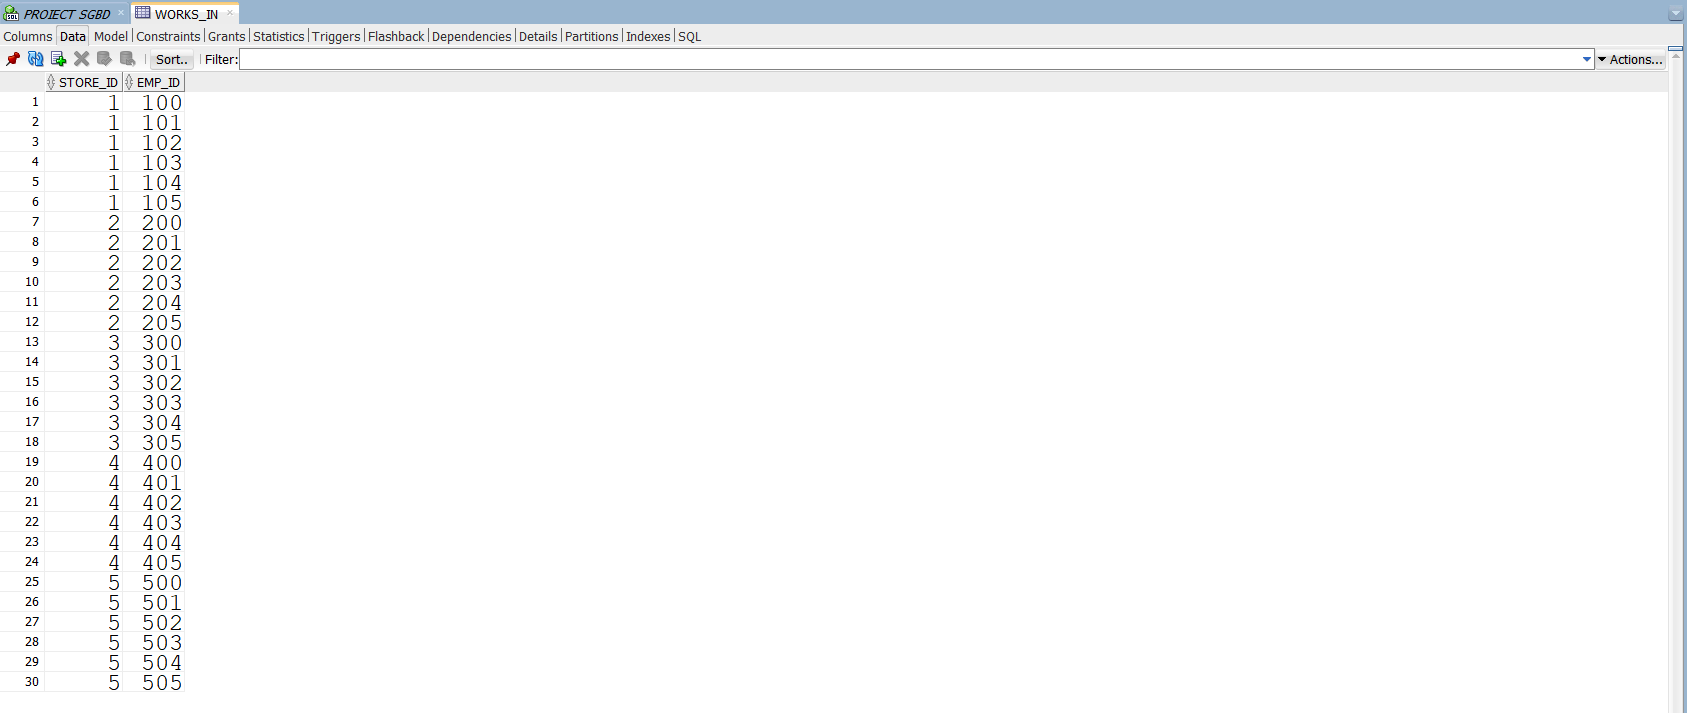 PROIECT SGBD WORKS_IN
Columns Data Model Constraints Grants Statistics Triggers Flashback Dependencies Details Partitions Indexes SQL
Sort.. Filter: Actions...
STORE_ID EMP_ID
1 1 100
2 1 101
3 1 102
4 1 103
5 1 104
6 1 105
7 2 200
8 2 201
9 2 202
10 2 203
11 2 204
12 2 205
13 3 300
14 3 301
15 3 302
16 3 303
17 3 304
18 3 305
19 4 400
20 4 401
21 4 402
22 4 403
23 4 404
24 4 405
25 5 500
26 5 501
27 5 502
28 5 503
29 5 504
30 5 505